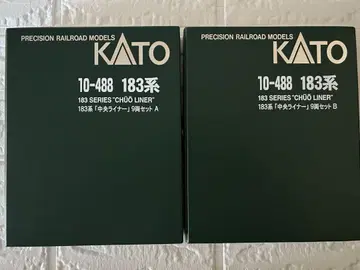 PRECISION RAILROAD MODELS
KATO
10-488 183系
183 SERIES "CHŪŌ LINER"
183系「中央ライナー」9両セット A
PRECISION RAILROAD MODELS
KATO
10-488 183系
183 SERIES "CHŪŌ LINER"
183系「中央ライナー」9両セット B